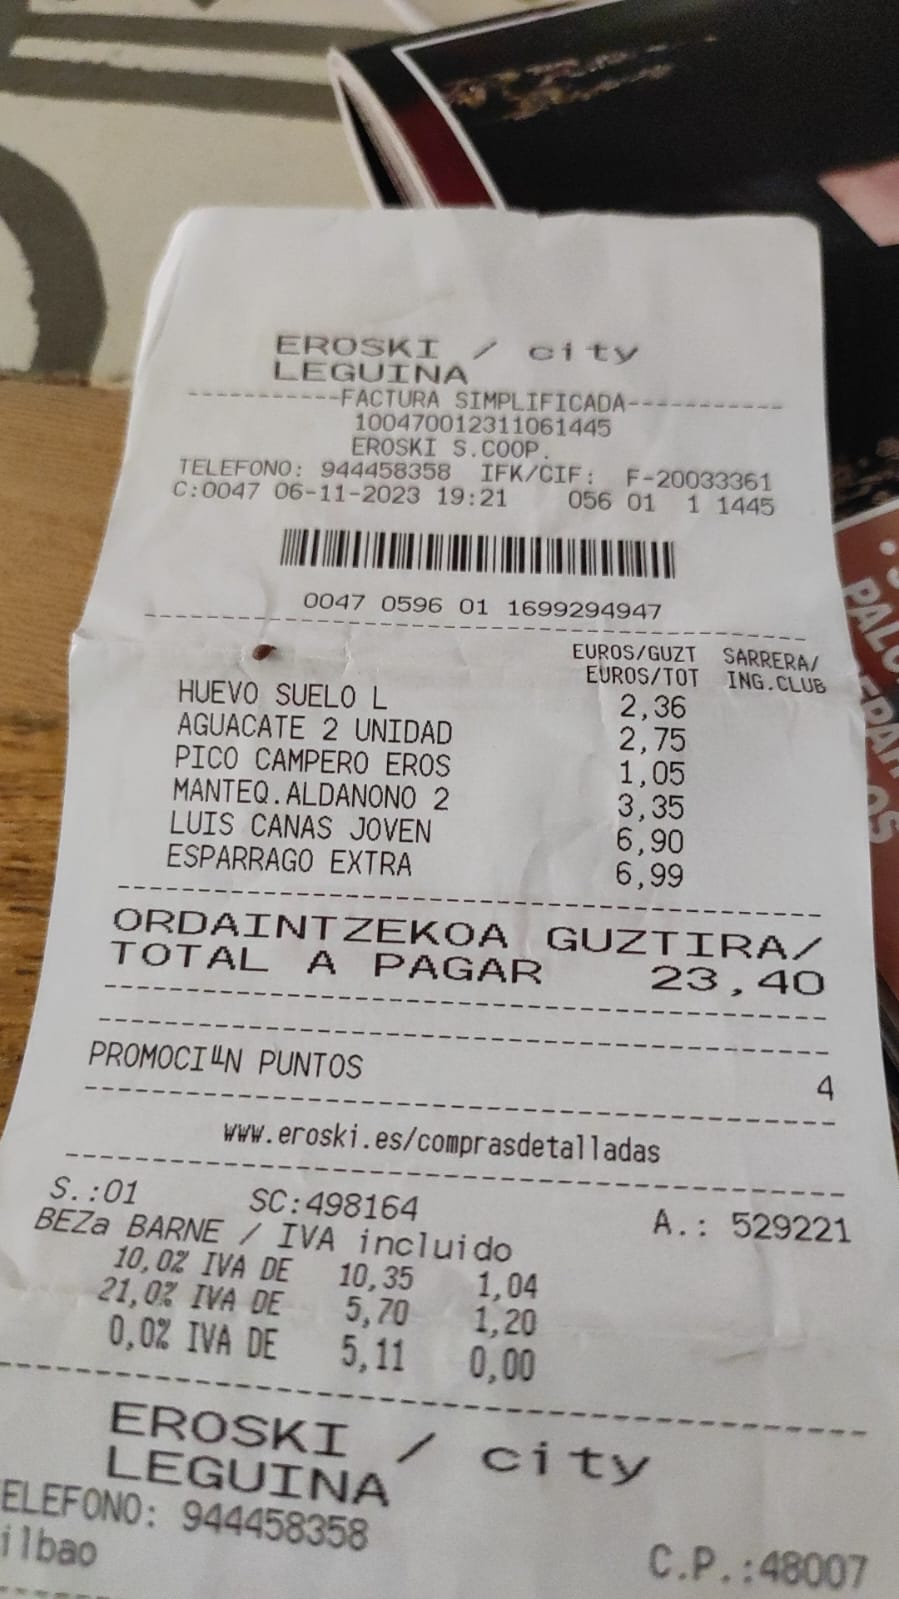 EROSKI / city
LEGUINA
-----------FACTURA SIMPLIFICADA-----------
100470012311061445
EROSKI S.COOP.
TELEFONO: 944458358 IFK/CIF: F-20033361
C:0047 06-11-2023 19:21 056 01 1 1445
0047 0596 01 1699294947
EUROS/GUZT SARRERA/
EUROS/TOT ING.CLUB
HUEVO SUELO L 2,36
AGUACATE 2 UNIDAD 2,75
PICO CAMPERO EROS 1,05
MANTEQ.ALDANONO 2 3,35
LUIS CANAS JOVEN 6,90
ESPARRAGO EXTRA 6,99
ORDAINTZEKOA GUZTIRA/
TOTAL A PAGAR 23,40
PROMOCI╨N PUNTOS 4
www.eroski.es/comprasdetalladas
S.:01 SC:498164 A.: 529221
BEZa BARNE / IVA incluido
10,0% IVA DE 10,35 1,04
21,0% IVA DE 5,70 1,20
0,0% IVA DE 5,11 0,00
EROSKI / city
LEGUINA
ELEFONO: 944458358
ilbao C.P.:48007